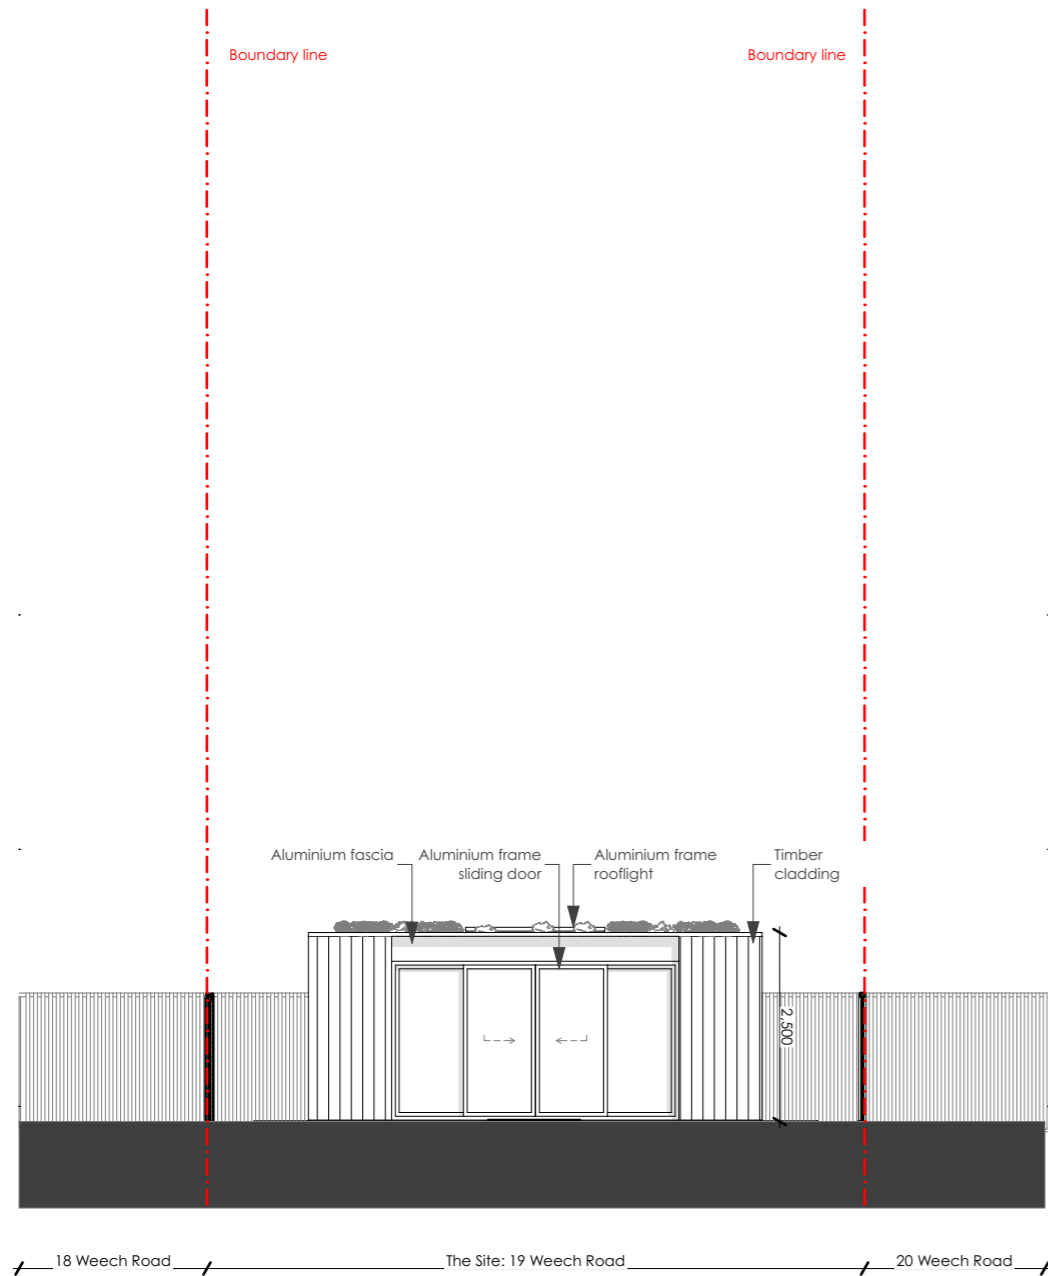 Boundary line
Boundary line
Aluminium fascia
Aluminium frame
sliding door
Aluminium frame
rooflight
Timber
cladding
2,500
18 Weech Road
The Site: 19 Weech Road
20 Weech Road